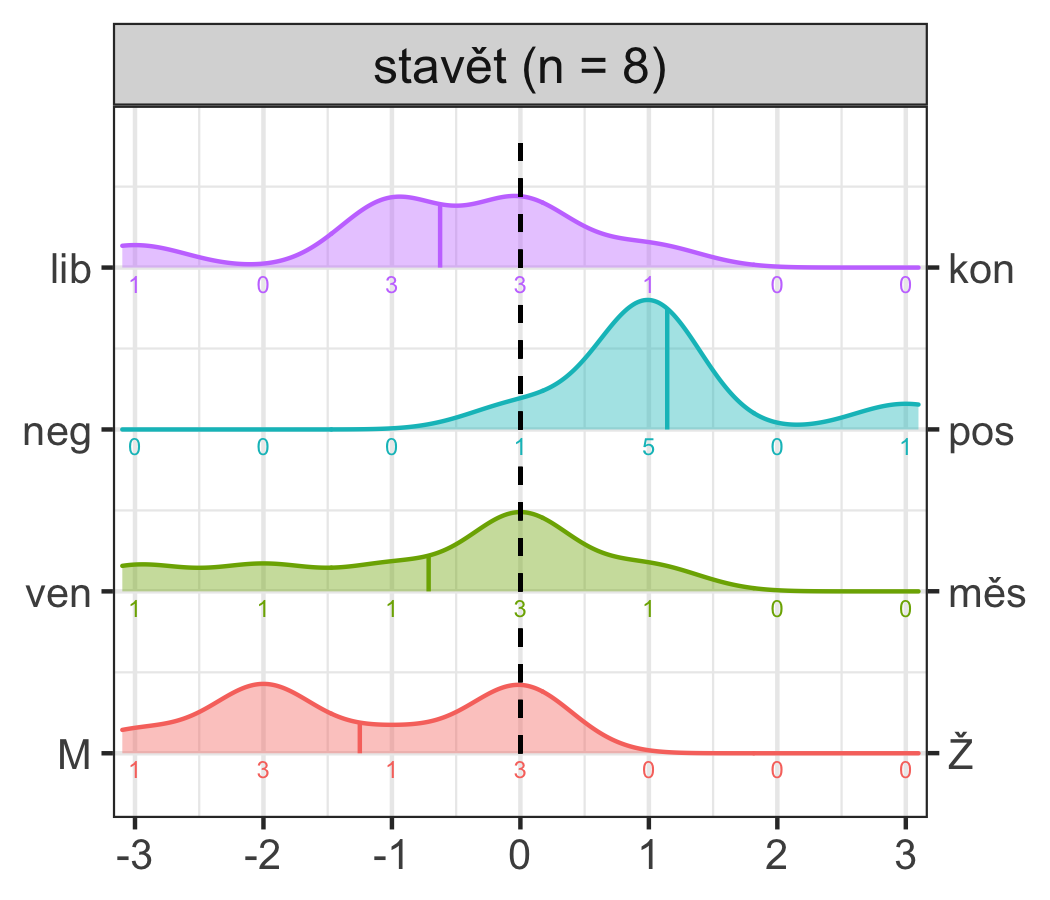 stavět (n = 8)
lib kon
1 0 3 3 1 0 0
neg pos
0 0 0 1 5 0 1
ven měs
1 1 1 3 1 0 0
M Ž
1 3 1 3 0 0 0
-3 -2 -1 0 1 2 3